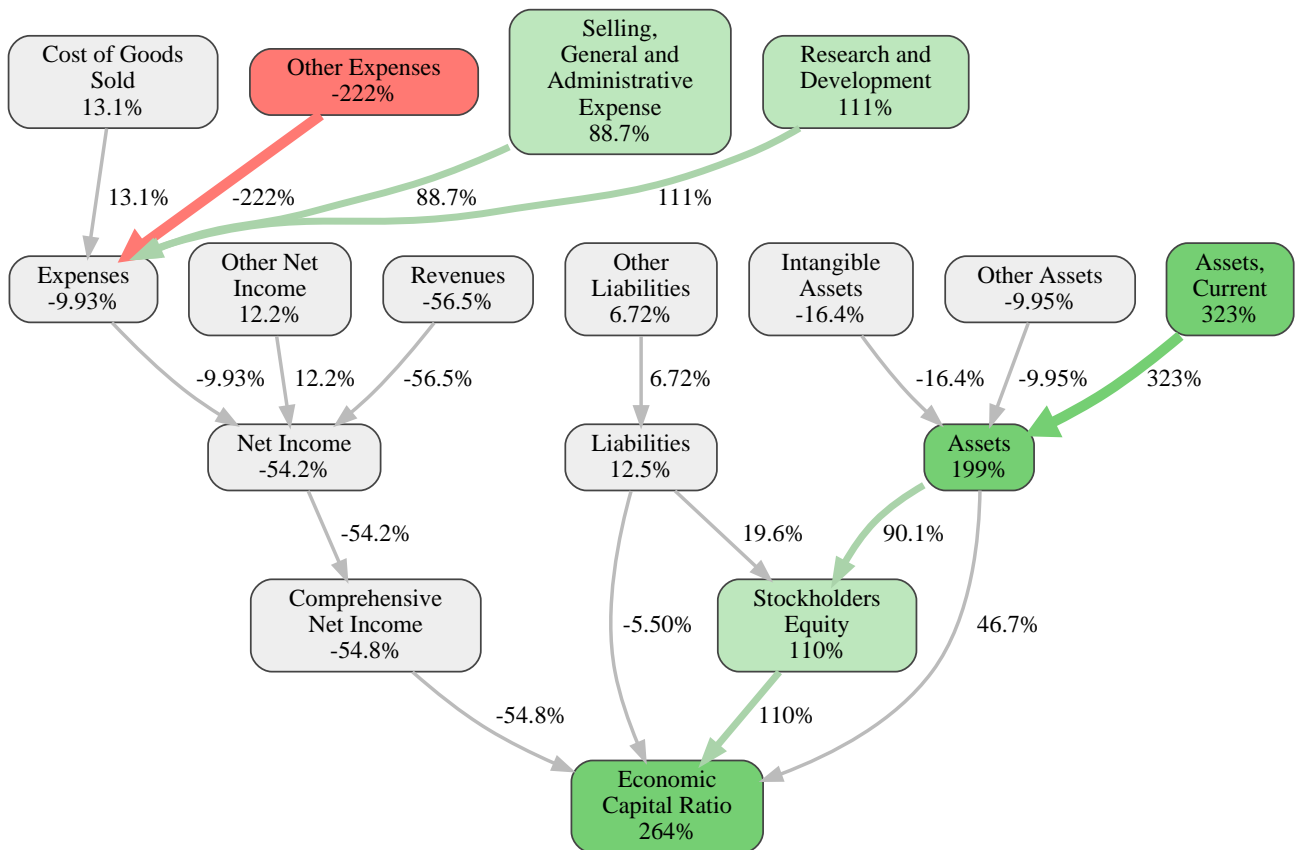 Cost of Goods
Sold
13.1%
Other Expenses
-222%
Selling,
General and
Administrative
Expense
88.7%
Research and
Development
111%
13.1%
-222%
88.7%
111%
Expenses
-9.93%
Other Net
Income
12.2%
Revenues
-56.5%
Other
Liabilities
6.72%
Intangible
Assets
-16.4%
Other Assets
-9.95%
Assets,
Current
323%
-9.93%
12.2%
-56.5%
6.72%
-16.4%
-9.95%
323%
Net Income
-54.2%
Liabilities
12.5%
Assets
199%
-54.2%
19.6%
90.1%
Comprehensive
Net Income
-54.8%
-5.50%
Stockholders
Equity
110%
46.7%
-54.8%
110%
Economic
Capital Ratio
264%